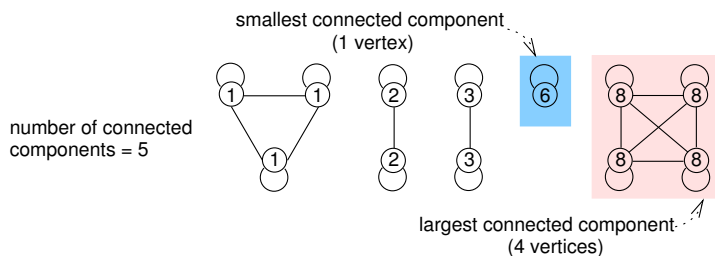 smallest connected component
(1 vertex)
1 1 2 3 6 8 8
number of connected
components = 5
1 2 3 8 8
largest connected component
(4 vertices)